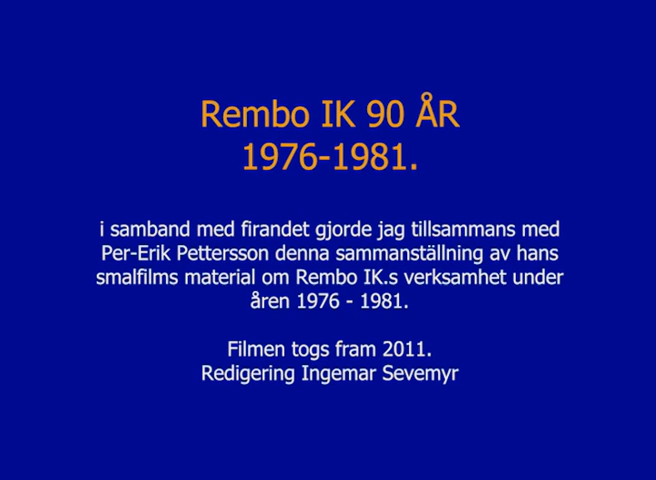 Rembo IK 90 ÅR
1976-1981.
i samband med firandet gjorde jag tillsammans med
Per-Erik Pettersson denna sammanställning av hans
smalfilms material om Rembo IK.s verksamhet under
åren 1976 - 1981.
Filmen togs fram 2011.
Redigering Ingemar Sevemyr